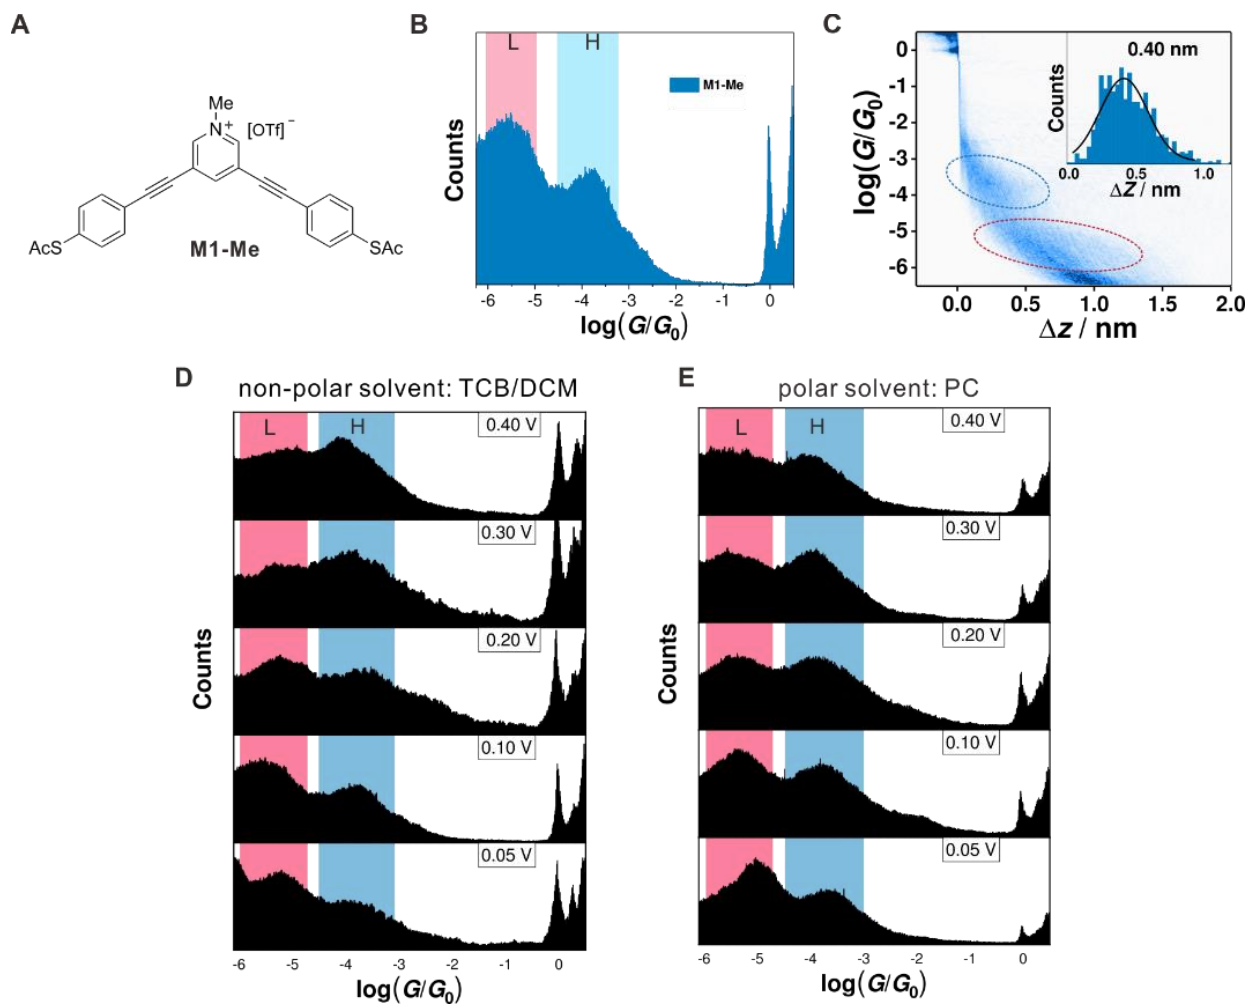 A
Me
N+
[OTf]−
AcS
SAc
M1-Me
B
L
H
M1-Me
Counts
-6 -5 -4 -3 -2 -1 0
log(G/G0)
C
0.40 nm
Counts
0.0 0.5 1.0
ΔZ / nm
log(G/G0)
0
-1
-2
-3
-4
-5
-6
0.0 0.5 1.0 1.5 2.0
Δz / nm
D
non-polar solvent: TCB/DCM
L
H
0.40 V
0.30 V
0.20 V
0.10 V
0.05 V
Counts
-6 -5 -4 -3 -2 -1 0
log(G/G0)
E
polar solvent: PC
L
H
0.40 V
0.30 V
0.20 V
0.10 V
0.05 V
Counts
-6 -5 -4 -3 -2 -1 0
log(G/G0)